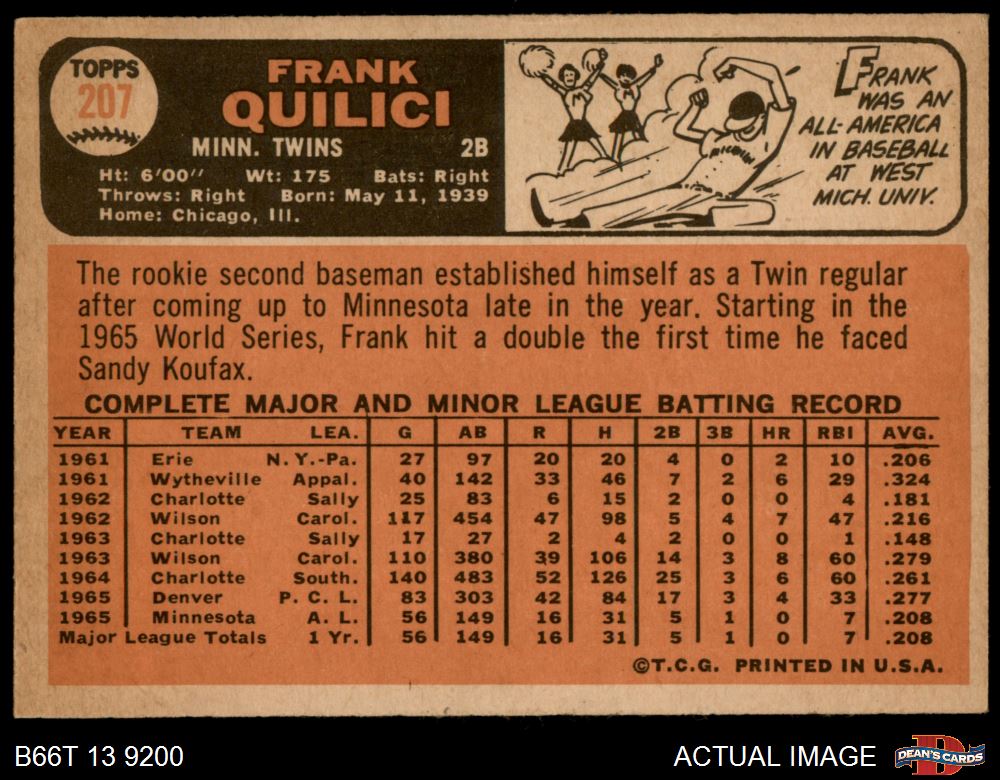 TOPPS
207
FRANK
QUILICI
MINN. TWINS 2B
Ht: 6'00" Wt: 175 Bats: Right
Throws: Right Born: May 11, 1939
Home: Chicago, Ill.
FRANK
WAS AN
ALL-AMERICA
IN BASEBALL
AT WEST
MICH. UNIV.
M M
The rookie second baseman established himself as a Twin regular
after coming up to Minnesota late in the year. Starting in the
1965 World Series, Frank hit a double the first time he faced
Sandy Koufax.
COMPLETE MAJOR AND MINOR LEAGUE BATTING RECORD
YEAR TEAM LEA. G AB R H 2B 3B HR RBI AVG.
1961 Erie N.Y.-Pa. 27 97 20 20 4 0 2 10 .206
1961 Wytheville Appal. 40 142 33 46 7 2 6 29 .324
1962 Charlotte Sally 25 83 6 15 2 0 0 4 .181
1962 Wilson Carol. 117 454 47 98 5 4 7 47 .216
1963 Charlotte Sally 17 27 2 4 2 0 0 1 .148
1963 Wilson Carol. 110 380 39 106 14 3 8 60 .279
1964 Charlotte South. 140 483 52 126 25 3 6 60 .261
1965 Denver P.C.L. 83 303 42 84 17 3 4 33 .277
1965 Minnesota A.L. 56 149 16 31 5 1 0 7 .208
Major League Totals 1 Yr. 56 149 16 31 5 1 0 7 .208
©T.C.G. PRINTED IN U.S.A.
B66T 13 9200 ACTUAL IMAGE DEAN'S CARDS